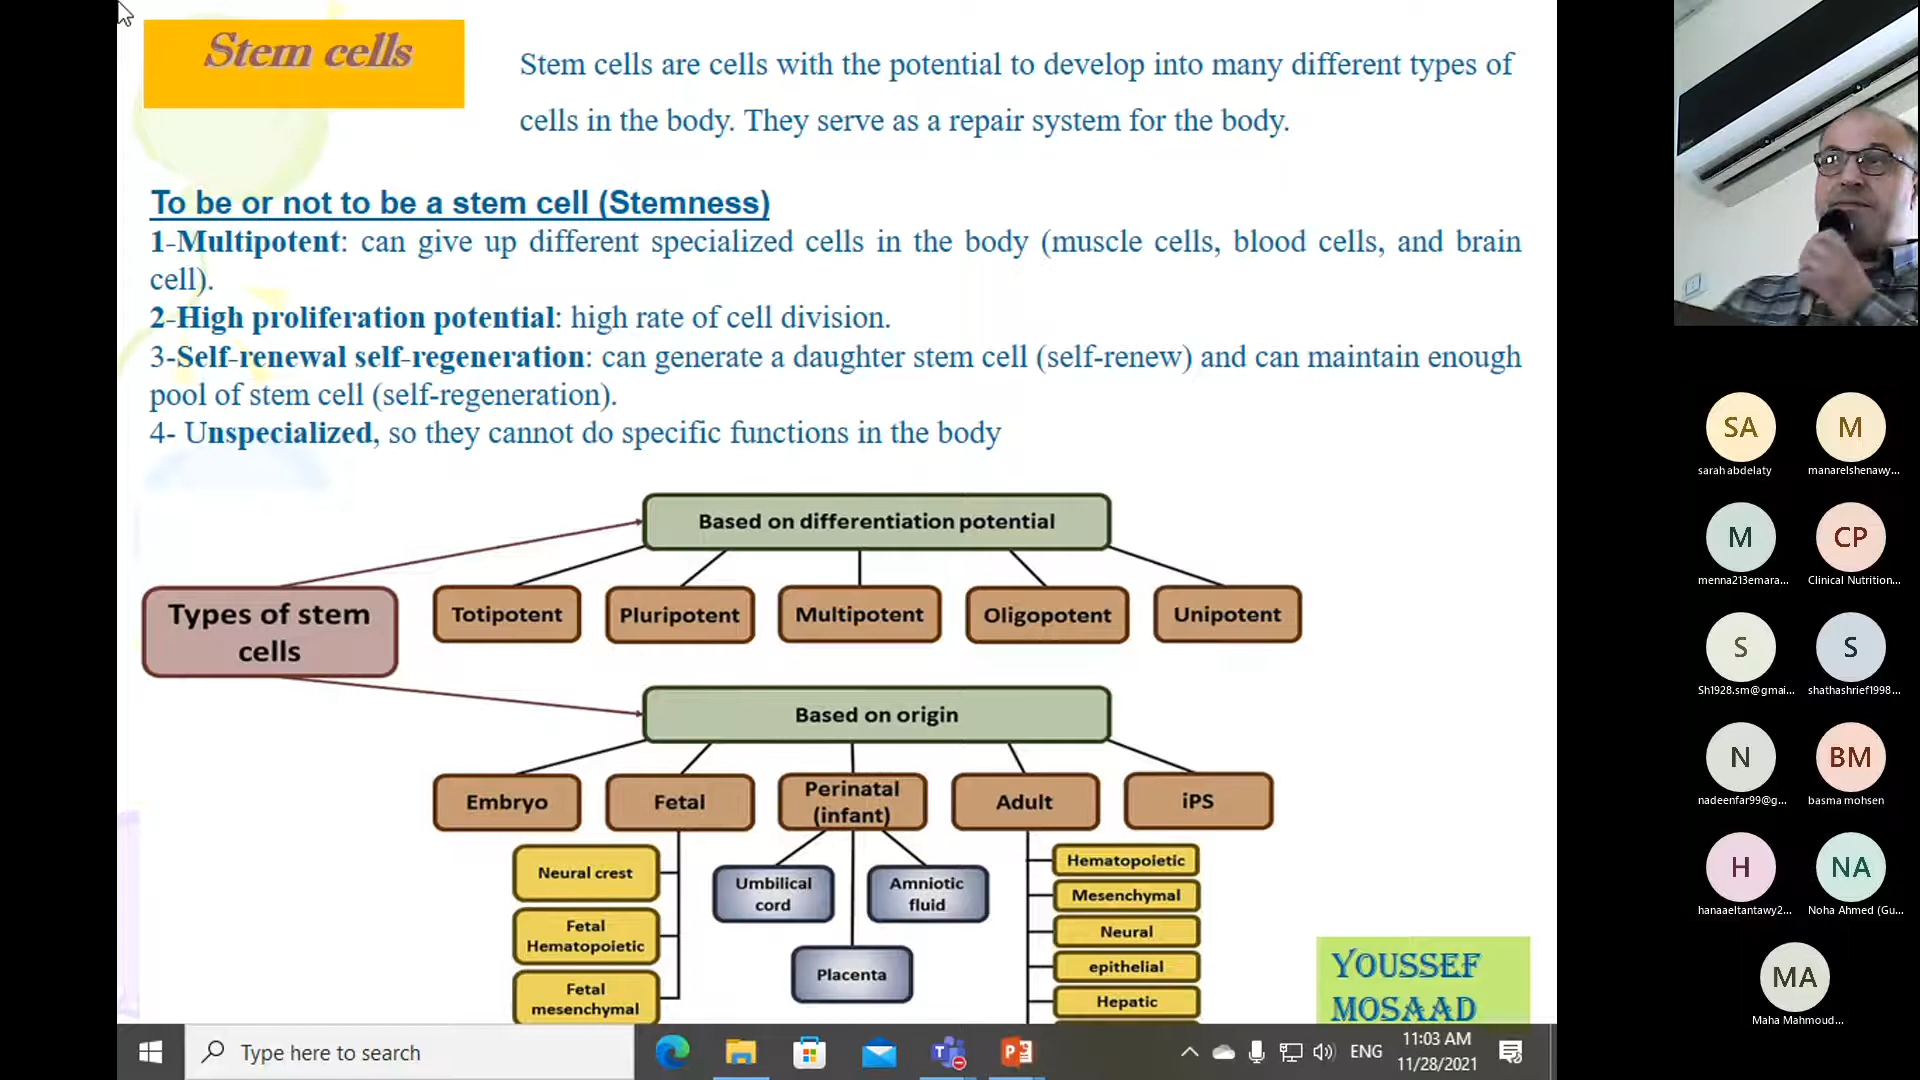 Stem cells
Stem cells are cells with the potential to develop into many different types of
cells in the body. They serve as a repair system for the body.
To be or not to be a stem cell (Stemness)
1-Multipotent: can give up different specialized cells in the body (muscle cells, blood cells, and brain
cell).
2-High proliferation potential: high rate of cell division.
3-Self-renewal self-regeneration: can generate a daughter stem cell (self-renew) and can maintain enough
pool of stem cell (self-regeneration).
4- Unspecialized, so they cannot do specific functions in the body
Based on differentiation potential
Types of stem
cells
Totipotent
Pluripotent
Multipotent
Oligopotent
Unipotent
Based on origin
Embryo
Fetal
Perinatal
(infant)
Adult
iPS
Neural crest
Fetal
Hematopoietic
Fetal
mesenchymal
Umbilical
cord
Amniotic
fluid
Placenta
Hematopoietic
Mesenchymal
Neural
epithelial
Hepatic
YOUSSEF
MOSAAD
Type here to search
ENG
11:03 AM
11/28/2021
SA
sarah abdelaty
M
manarelshenawy...
M
menna213emara...
CP
Clinical Nutrition...
S
Sh1928.sm@gmai...
S
shathashrief1998...
N
nadeenfar99@g...
BM
basma mohsen
H
hanaaeltantawy2...
NA
Noha Ahmed (Gu...
MA
Maha Mahmoud...